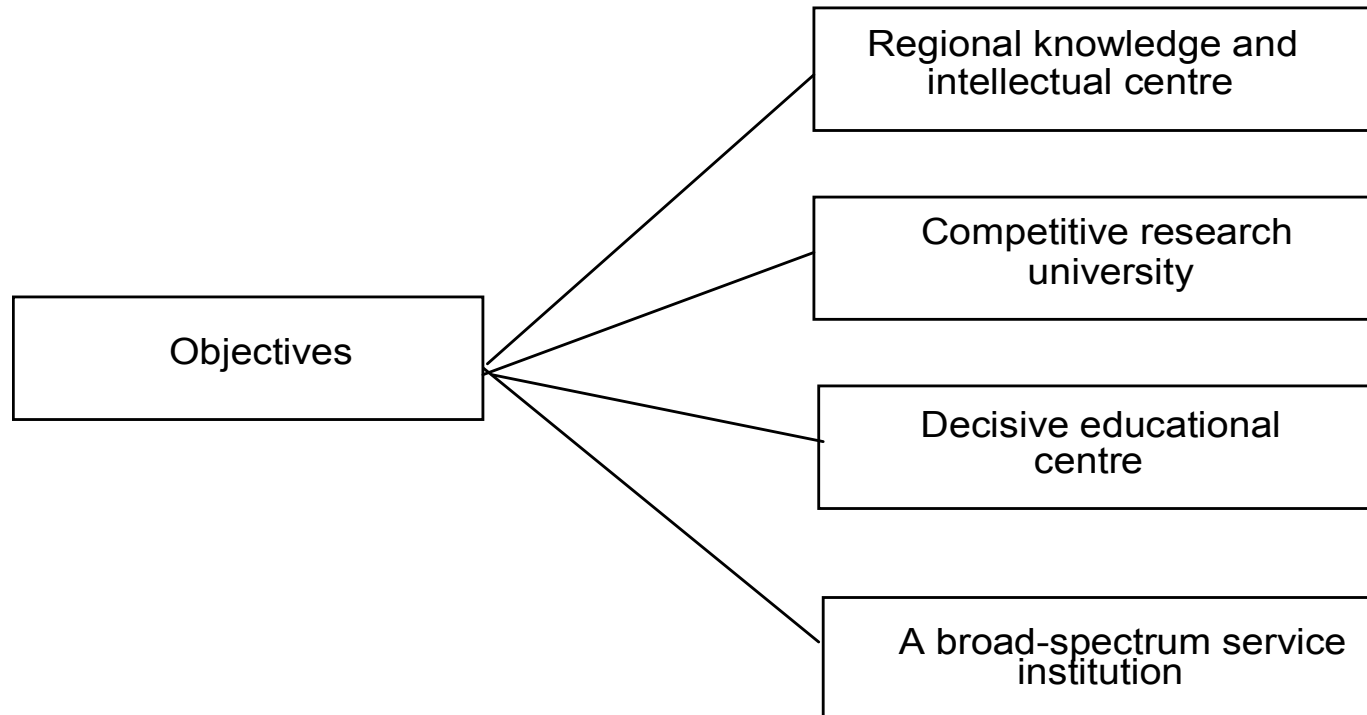 Regional knowledge and
intellectual centre
Competitive research
university
Objectives
Decisive educational
centre
A broad-spectrum service
institution